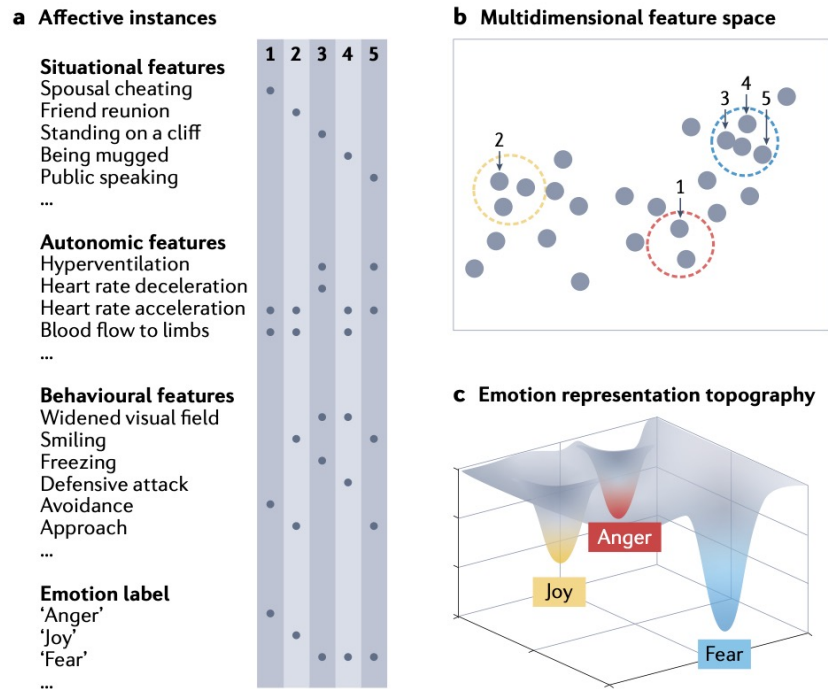 a Affective instances
1 2 3 4 5
Situational features
Spousal cheating
Friend reunion
Standing on a cliff
Being mugged
Public speaking
...
Autonomic features
Hyperventilation
Heart rate deceleration
Heart rate acceleration
Blood flow to limbs
...
Behavioural features
Widened visual field
Smiling
Freezing
Defensive attack
Avoidance
Approach
...
Emotion label
‘Anger’
‘Joy’
‘Fear’
...
b Multidimensional feature space
4
3 5
2
1
c Emotion representation topography
Anger
Joy
Fear